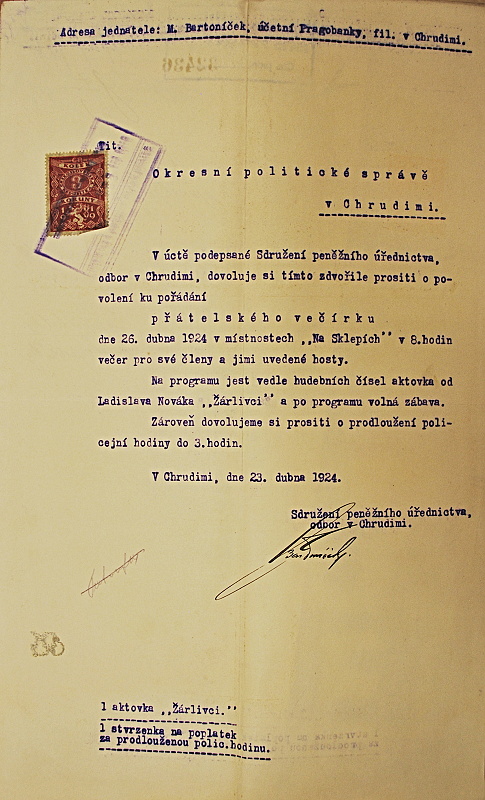 Adresa jednatele: M. Bartoníček, účetní Pragobanky, fil. v Chrudimi.
Tit.
KOLEK
3
KORUNY
Okresní politické správě
v Chrudimi.
V úctě podepsané Sdružení peněžního úřednictva,
odbor v Chrudimi, dovoluje si tímto zdvořile prositi o po-
volení ku pořádání
přátelského večírku
dne 26. dubna 1924 v místnostech ,,Na Sklepích'' v 8.hodin
večer pro své členy a jimi uvedené hosty.
Na programu jest vedle hudebních čísel aktovka od
Ladislava Nováka ,,Žárlivci'' a po programu volná zábava.
Zároveň dovolujeme si prositi o prodloužení poli-
cejní hodiny do 3.hodin.
V Chrudimi, dne 23. dubna 1924.
Sdružení peněžního úřednictva,
odbor v Chrudimi.
Bartoníček.
1 aktovka ,,Žárlivci.''
1 stvrzenka na poplatek
za prodlouženou polic.hodinu.